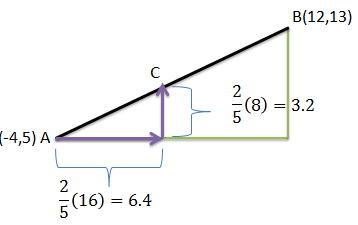 B(12,13)
C
2/5 (8) = 3.2
(-4,5) A
2/5 (16) = 6.4